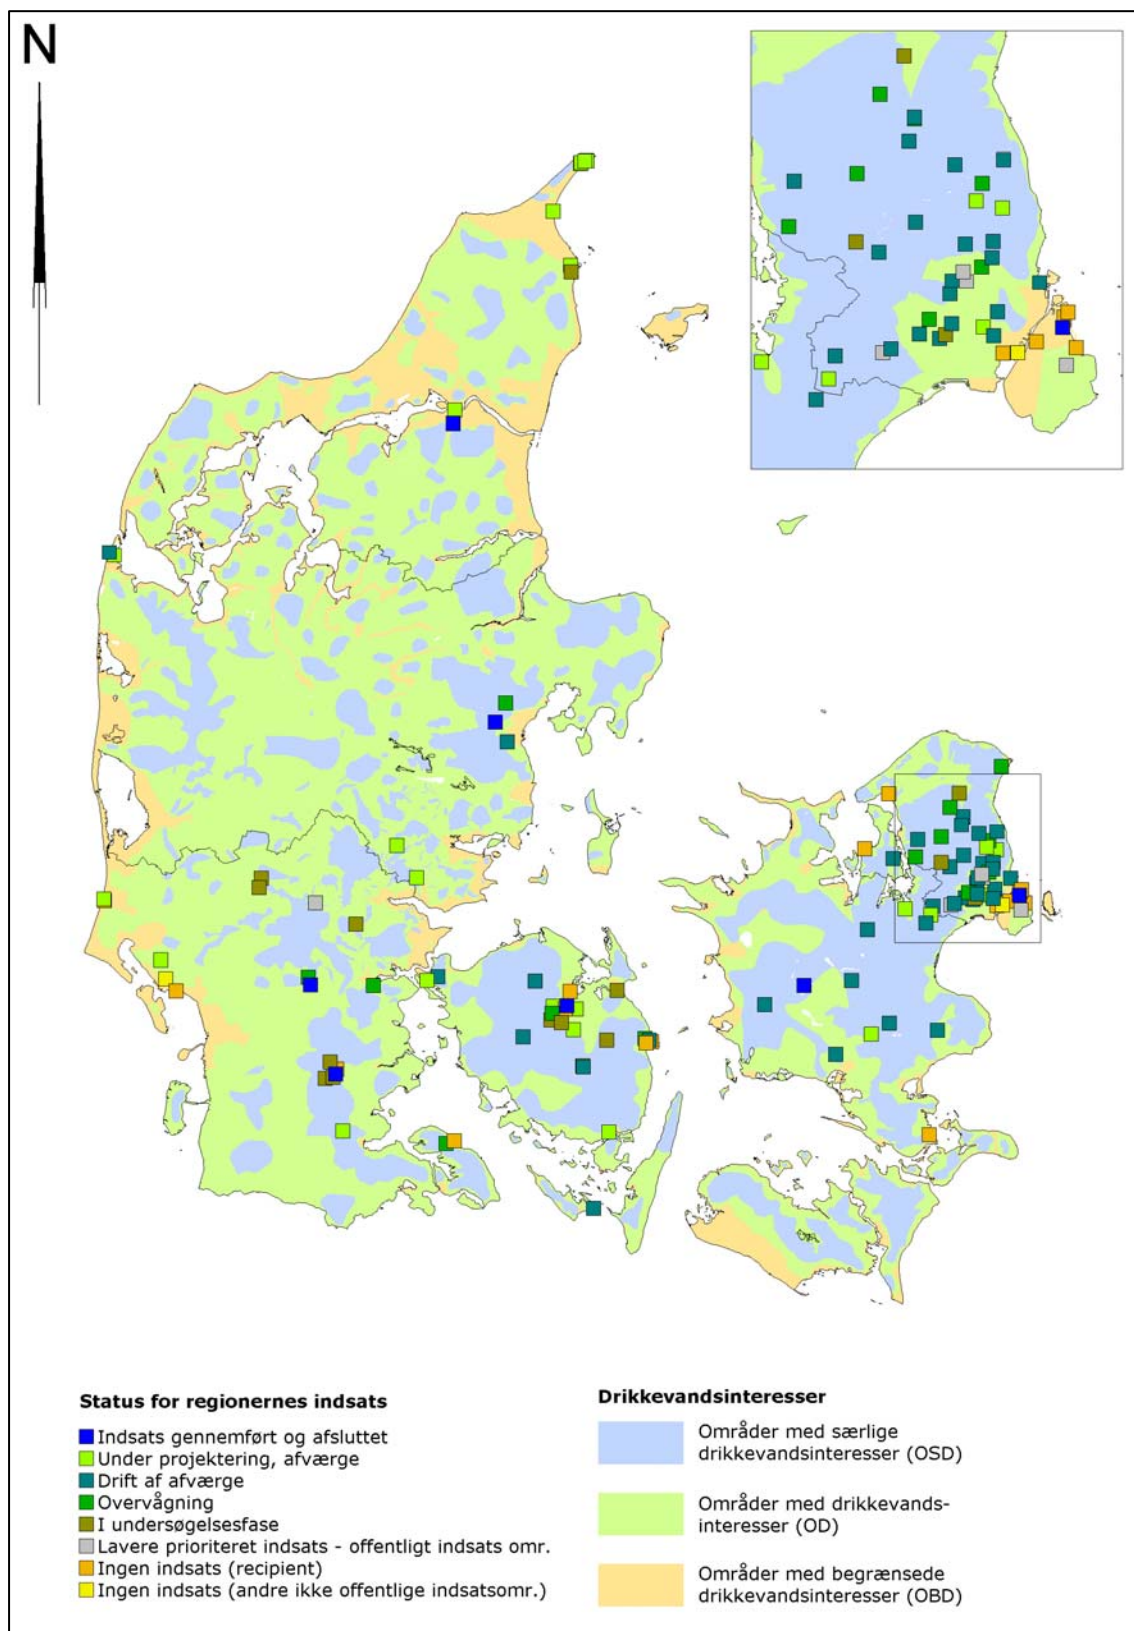 N
Status for regionernes indsats
Indsats gennemført og afsluttet
Under projektering, afværge
Drift af afværge
Overvågning
I undersøgelsesfase
Lavere prioriteret indsats - offentligt indsats omr.
Ingen indsats (recipient)
Ingen indsats (andre ikke offentlige indsatsomr.)
Drikkevandsinteresser
Områder med særlige
drikkevandsinteresser (OSD)
Områder med drikkevands-
interesser (OD)
Områder med begrænsede
drikkevandsinteresser (OBD)